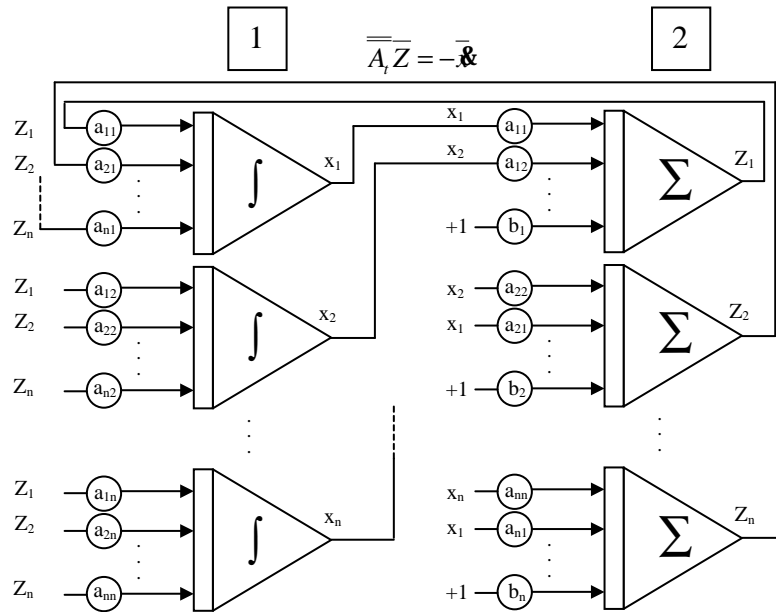 1
2
A_t Z = -x&
Z1 a11
Z2 a21
Zn an1
∫
x1
x1 a11
x2 a12
+1 b1
Σ
Z1
Z1 a12
Z2 a22
Zn an2
∫
x2
x2 a22
x1 a21
+1 b2
Σ
Z2
Z1 a1n
Z2 a2n
Zn ann
∫
xn
xn ann
x1 an1
+1 bn
Σ
Zn